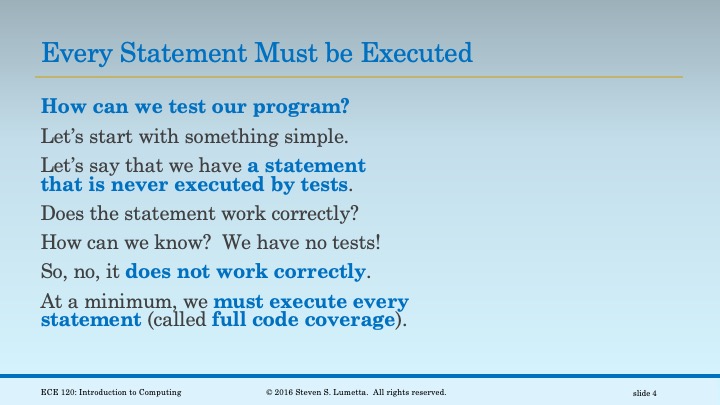 Every Statement Must be Executed
How can we test our program?
Let's start with something simple.
Let's say that we have a statement
that is never executed by tests.
Does the statement work correctly?
How can we know?  We have no tests!
So, no, it does not work correctly.
At a minimum, we must execute every
statement (called full code coverage).
ECE 120: Introduction to Computing
© 2016 Steven S. Lumetta.  All rights reserved.
slide 4